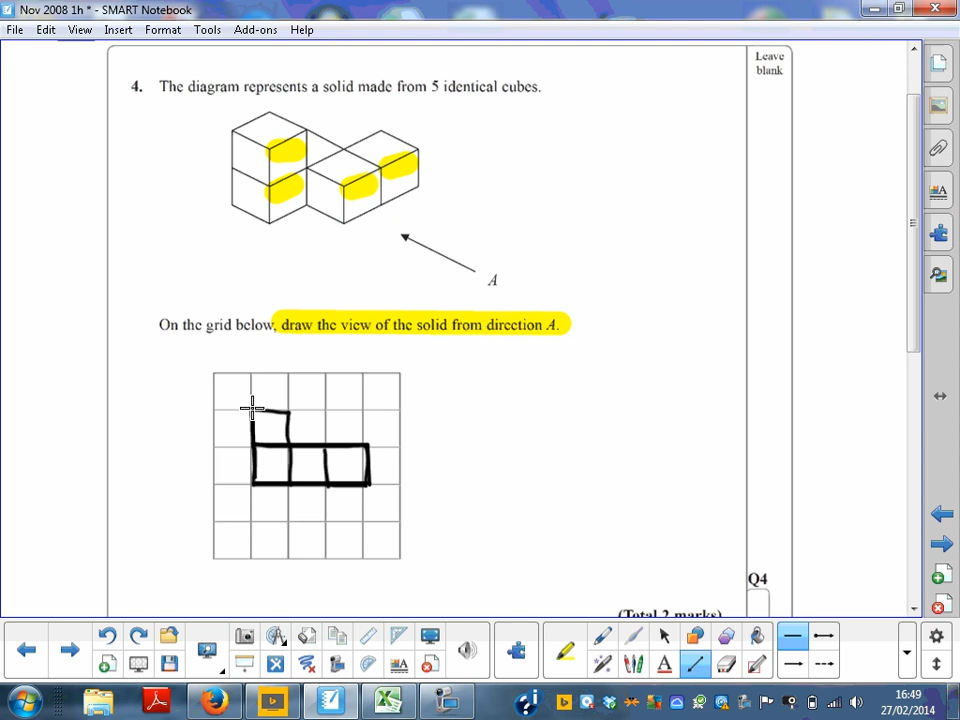 Nov 2008 1h * - SMART Notebook
File Edit View Insert Format Tools Add-ons Help
Leave
blank
4. The diagram represents a solid made from 5 identical cubes.
A
On the grid below, draw the view of the solid from direction A.
Q4
(Total 2 marks)
16:49
27/02/2014